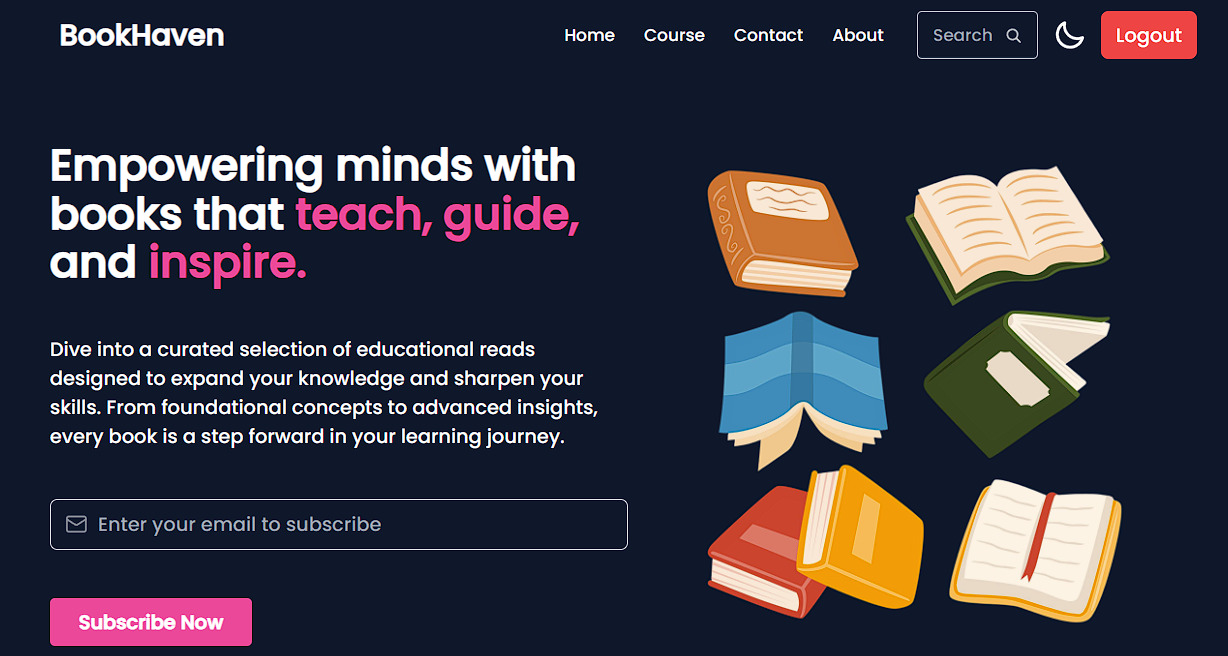 BookHaven
Home
Course
Contact
About
Search
Logout
Empowering minds with
books that teach, guide,
and inspire.
Dive into a curated selection of educational reads
designed to expand your knowledge and sharpen your
skills. From foundational concepts to advanced insights,
every book is a step forward in your learning journey.
Enter your email to subscribe
Subscribe Now